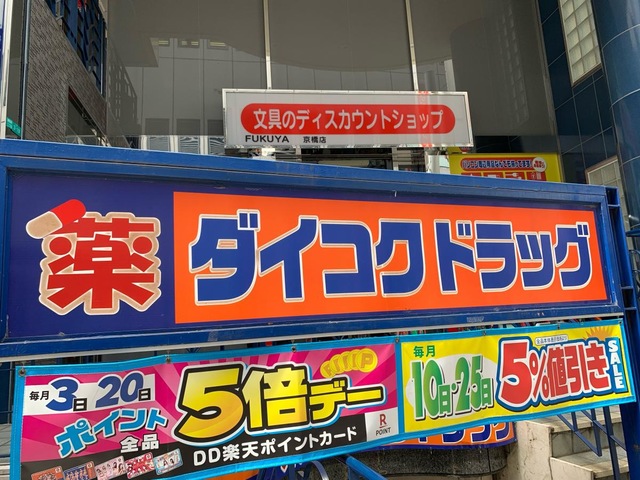 文具のディスカウントショップ
FUKUYA 京橋店
薬 ダイコクドラッグ
毎月3日20日
ポイント
全品
5倍デー
DD楽天ポイントカード
R
POINT
毎月
10日・25日
5%値引き
SALE